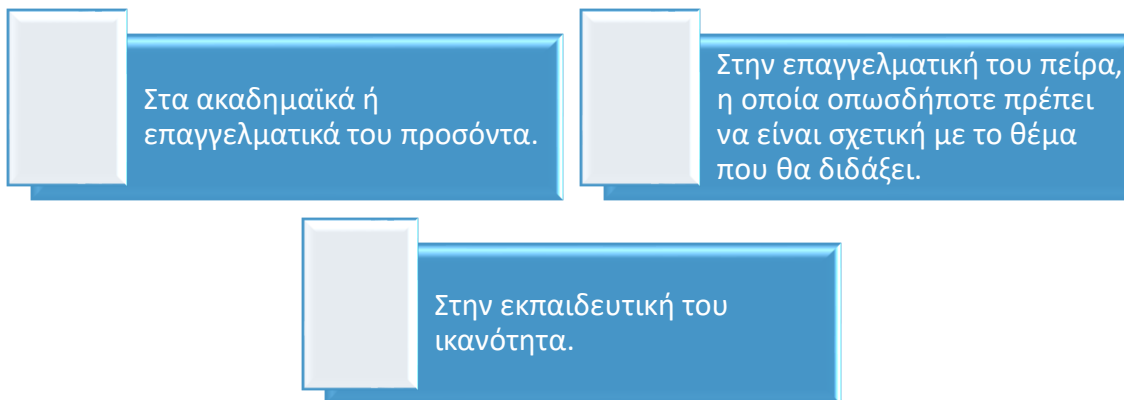 Στα ακαδημαϊκά ή
επαγγελματικά του προσόντα.
Στην επαγγελματική του πείρα,
η οποία οπωσδήποτε πρέπει
να είναι σχετική με το θέμα
που θα διδάξει.
Στην εκπαιδευτική του
ικανότητα.